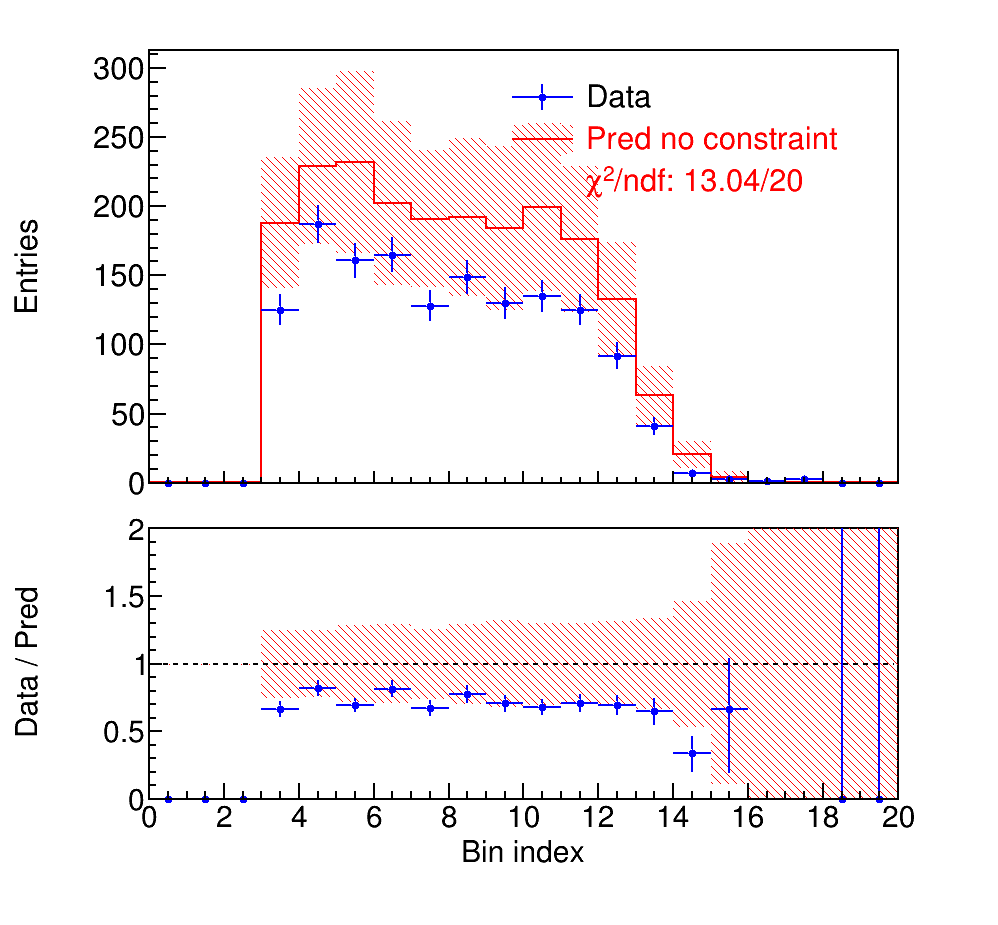 300
250
200
150
100
50
0
Entries
Data
Pred no constraint
χ²/ndf: 13.04/20
2
1.5
1
0.5
0
Data / Pred
0 2 4 6 8 10 12 14 16 18 20
Bin index